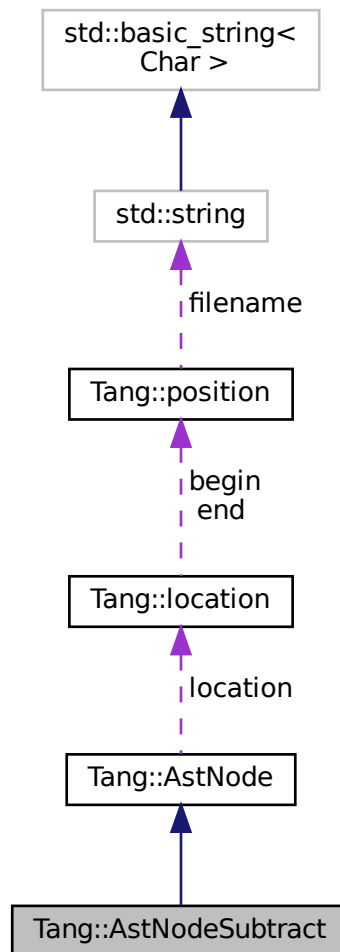 std::basic_string<
Char >
std::string
filename
Tang::position
begin
end
Tang::location
location
Tang::AstNode
Tang::AstNodeSubtract